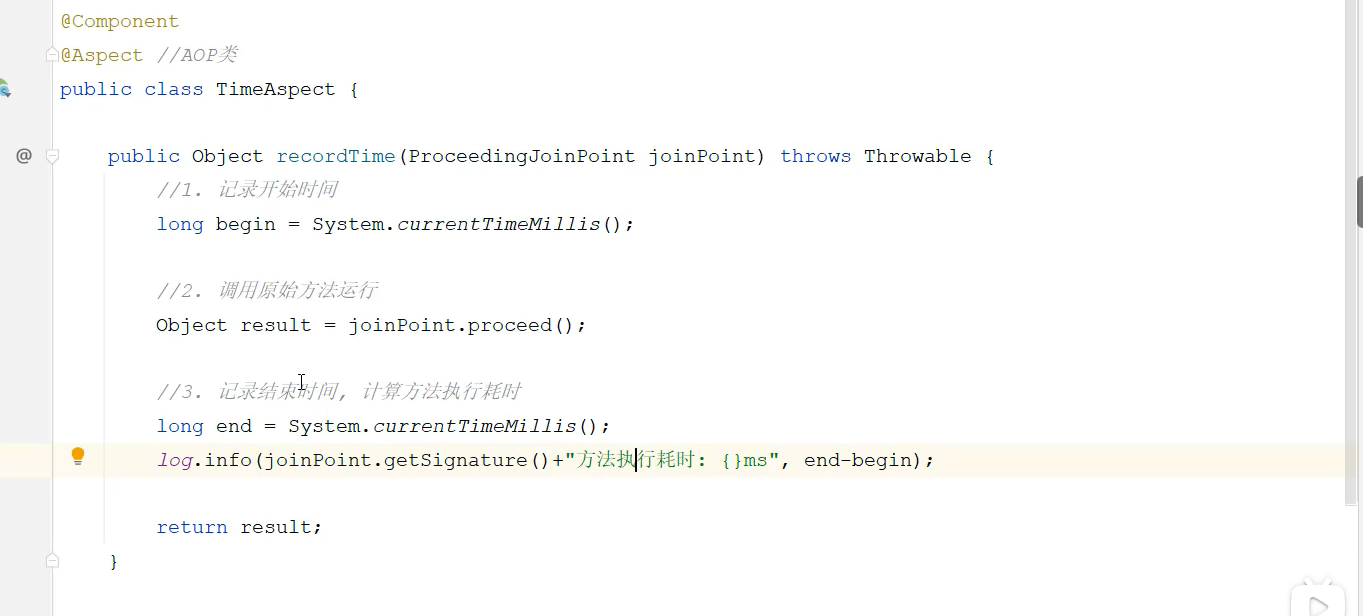 @Component
@Aspect //AOP类
public class TimeAspect {
@
public Object recordTime(ProceedingJoinPoint joinPoint) throws Throwable {
//1. 记录开始时间
long begin = System.currentTimeMillis();
//2. 调用原始方法运行
Object result = joinPoint.proceed();
//3. 记录结束时间, 计算方法执行耗时
long end = System.currentTimeMillis();
log.info(joinPoint.getSignature()+"方法执行耗时: {}ms", end-begin);
return result;
}